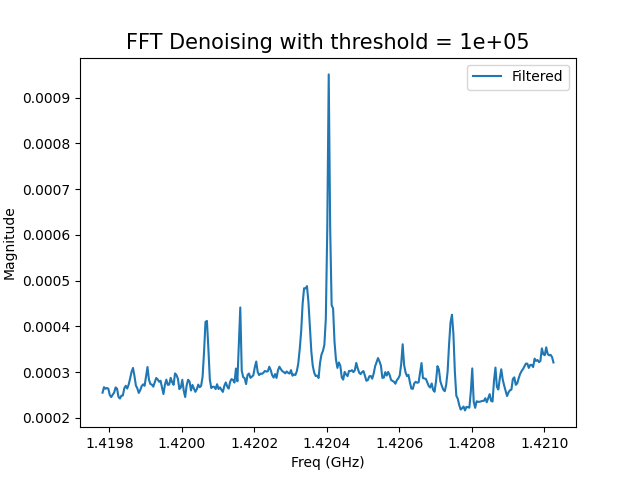 FFT Denoising with threshold = 1e+05
Filtered
Magnitude
0.0009
0.0008
0.0007
0.0006
0.0005
0.0004
0.0003
0.0002
1.4198 1.4200 1.4202 1.4204 1.4206 1.4208 1.4210
Freq (GHz)